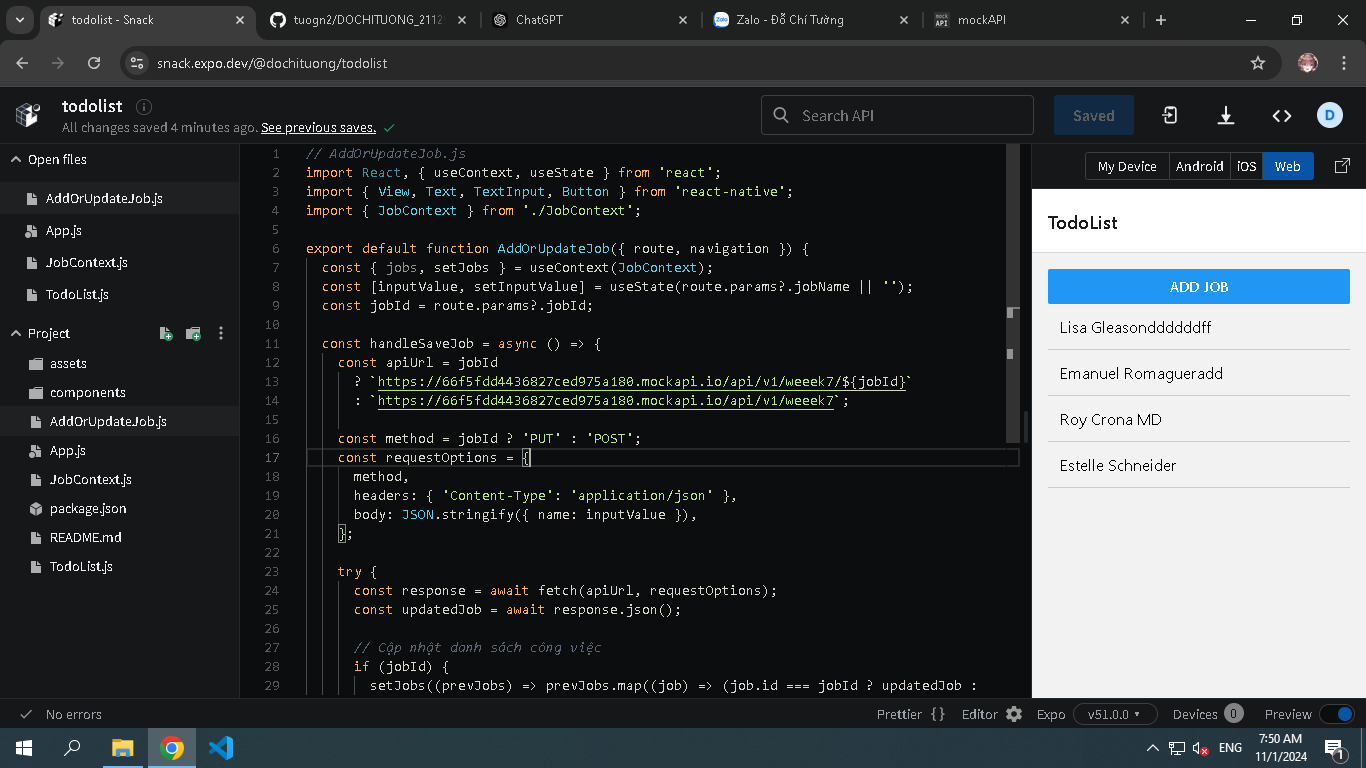 todolist - Snack
tuogn2/DOCHITUONG_2112
ChatGPT
Zalo - Đỗ Chí Tường
mock API
mockAPI
snack.expo.dev/@dochituong/todolist
todolist
All changes saved 4 minutes ago. See previous saves.
Search API
Saved
D
Open files
AddOrUpdateJob.js
App.js
JobContext.js
TodoList.js
Project
assets
components
AddOrUpdateJob.js
App.js
JobContext.js
package.json
README.md
TodoList.js
1 // AddOrUpdateJob.js
2 import React, { useContext, useState } from 'react';
3 import { View, Text, TextInput, Button } from 'react-native';
4 import { JobContext } from './JobContext';
5
6 export default function AddOrUpdateJob({ route, navigation }) {
7 const { jobs, setJobs } = useContext(JobContext);
8 const [inputValue, setInputValue] = useState(route.params?.jobName || '');
9 const jobId = route.params?.jobId;
10
11 const handleSaveJob = async () => {
12 const apiUrl = jobId
13 ? `https://66f5fdd4436827ced975a180.mockapi.io/api/v1/weeek7/${jobId}`
14 : `https://66f5fdd4436827ced975a180.mockapi.io/api/v1/weeek7`;
15
16 const method = jobId ? 'PUT' : 'POST';
17 const requestOptions = {
18 method,
19 headers: { 'Content-Type': 'application/json' },
20 body: JSON.stringify({ name: inputValue }),
21 };
22
23 try {
24 const response = await fetch(apiUrl, requestOptions);
25 const updatedJob = await response.json();
26
27 // Cập nhật danh sách công việc
28 if (jobId) {
29 setJobs((prevJobs) => prevJobs.map((job) => (job.id === jobId ? updatedJob :
My Device
Android
iOS
Web
TodoList
ADD JOB
Lisa Gleasonddddddff
Emanuel Romagueradd
Roy Crona MD
Estelle Schneider
No errors
Prettier {}
Editor
Expo
v51.0.0
Devices 0
Preview
ENG
7:50 AM
11/1/2024
1